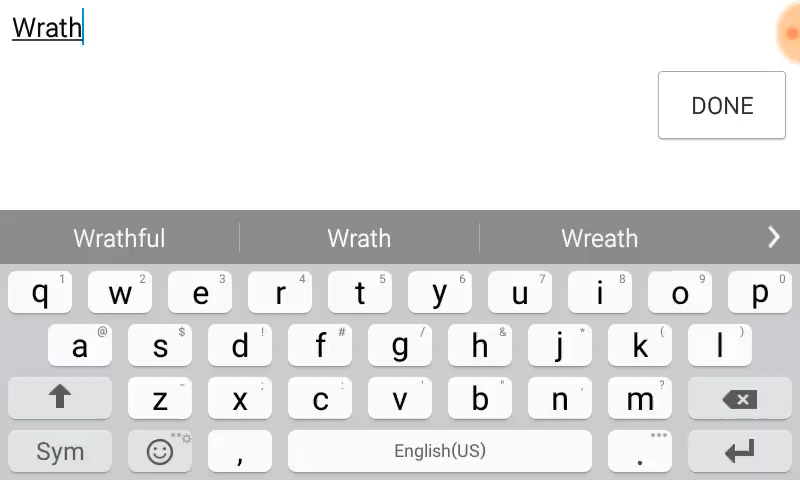 Wrath
DONE
Wrathful Wrath Wreath
q 1 w 2 e 3 r 4 t 5 y 6 u 7 i 8 o 9 p 0
a @ s $ d ! f # g / h & j * k ( l )
z - x ; c : v ' b " n , m ?
Sym , English(US) .